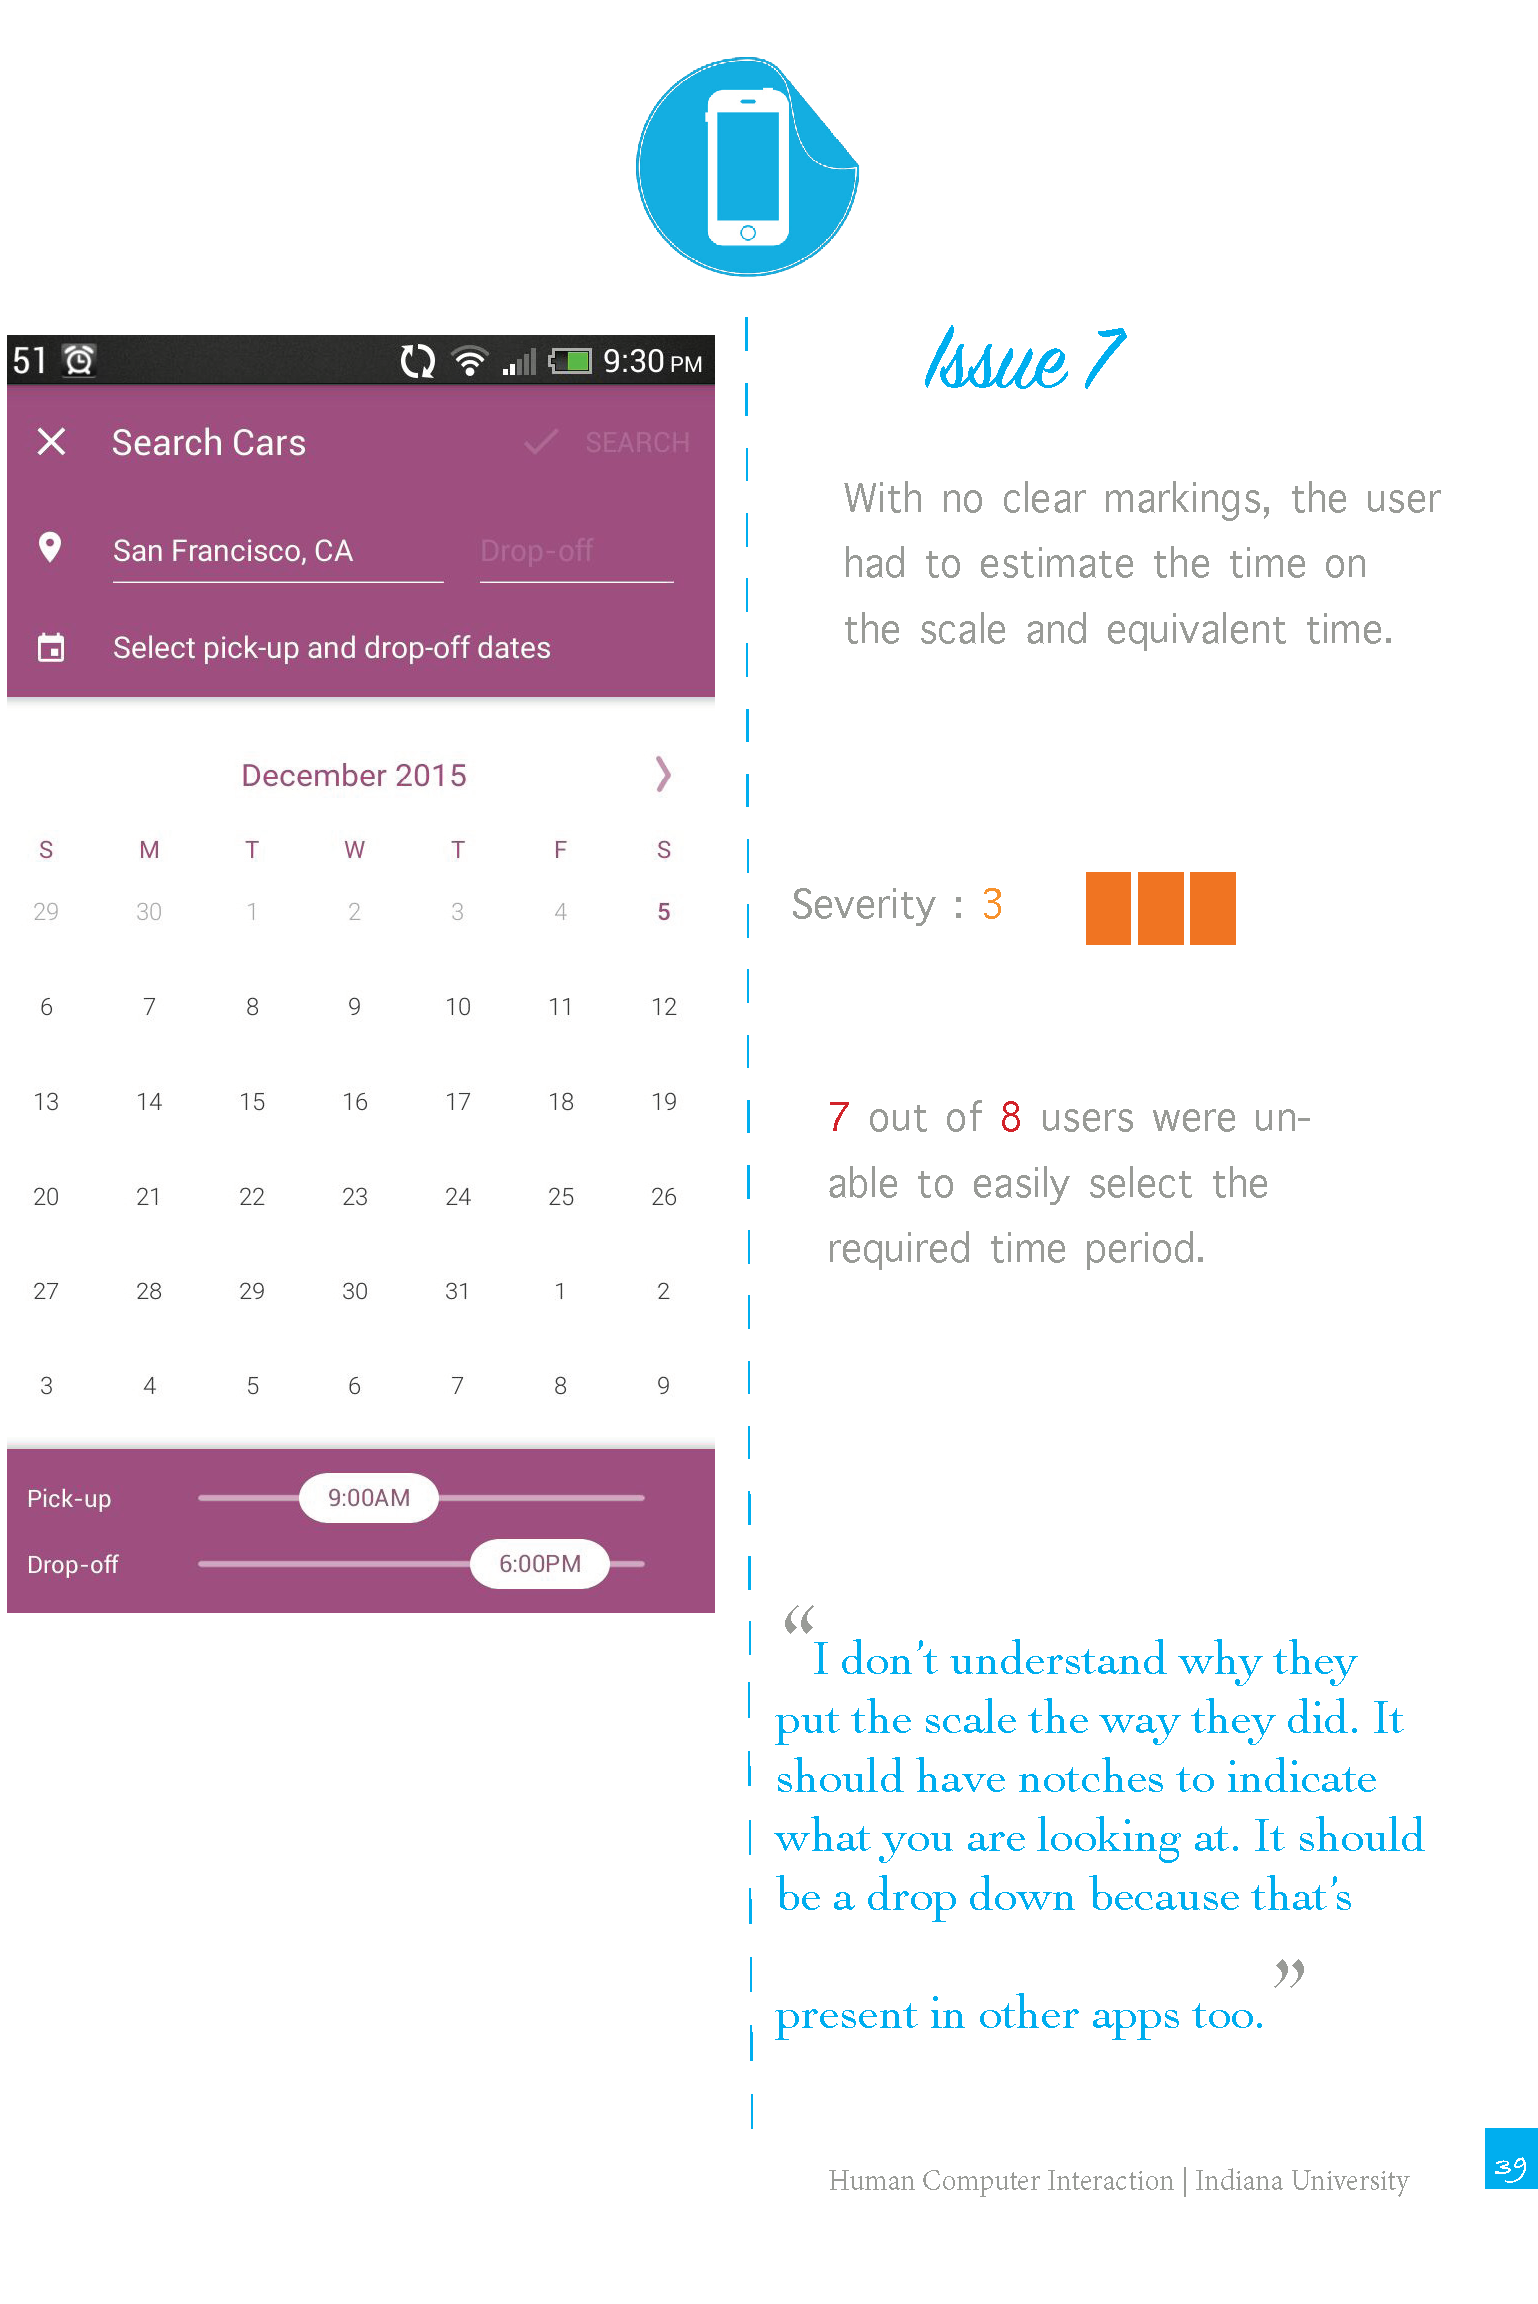 51 9:30 PM
Search Cars SEARCH
San Francisco, CA Drop-off
Select pick-up and drop-off dates
December 2015
S M T W T F S
29 30 1 2 3 4 5
6 7 8 9 10 11 12
13 14 15 16 17 18 19
20 21 22 23 24 25 26
27 28 29 30 31 1 2
3 4 5 6 7 8 9
Pick-up 9:00AM
Drop-off 6:00PM
Issue 7
With no clear markings, the user
had to estimate the time on
the scale and equivalent time.
Severity : 3
7 out of 8 users were un-
able to easily select the
required time period.
“I don’t understand why they
put the scale the way they did. It
should have notches to indicate
what you are looking at. It should
be a drop down because that’s
present in other apps too.”
Human Computer Interaction | Indiana University
39